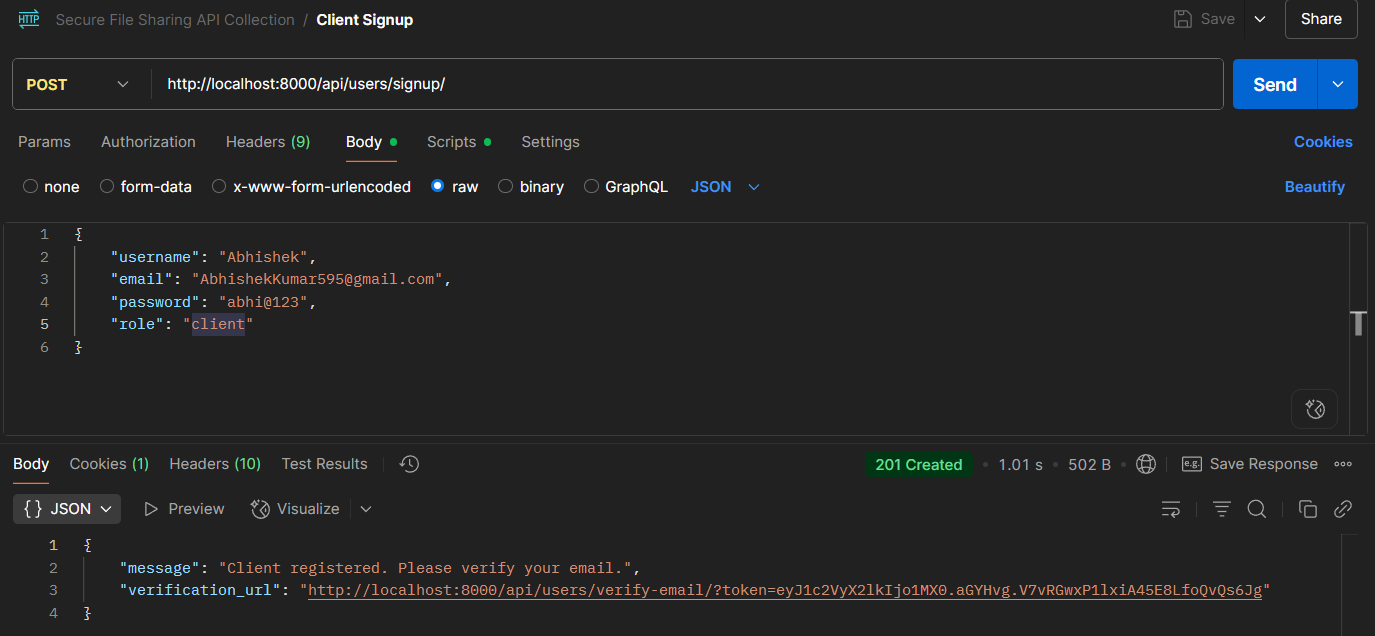 HTTP Secure File Sharing API Collection / Client Signup Save Share
POST http://localhost:8000/api/users/signup/ Send
Params Authorization Headers (9) Body Scripts Settings Cookies
none form-data x-www-form-urlencoded raw binary GraphQL JSON Beautify
1 {
2 "username": "Abhishek",
3 "email": "AbhishekKumar595@gmail.com",
4 "password": "abhi@123",
5 "role": "client"
6 }
Body Cookies (1) Headers (10) Test Results 201 Created 1.01 s 502 B e.g. Save Response
{} JSON Preview Visualize
1 {
2 "message": "Client registered. Please verify your email.",
3 "verification_url": "http://localhost:8000/api/users/verify-email/?token=eyJ1c2VyX2lkIjo1MX0.aGYHvg.V7vRGwxP1lxiA45E8LfoQvQs6Jg"
4 }